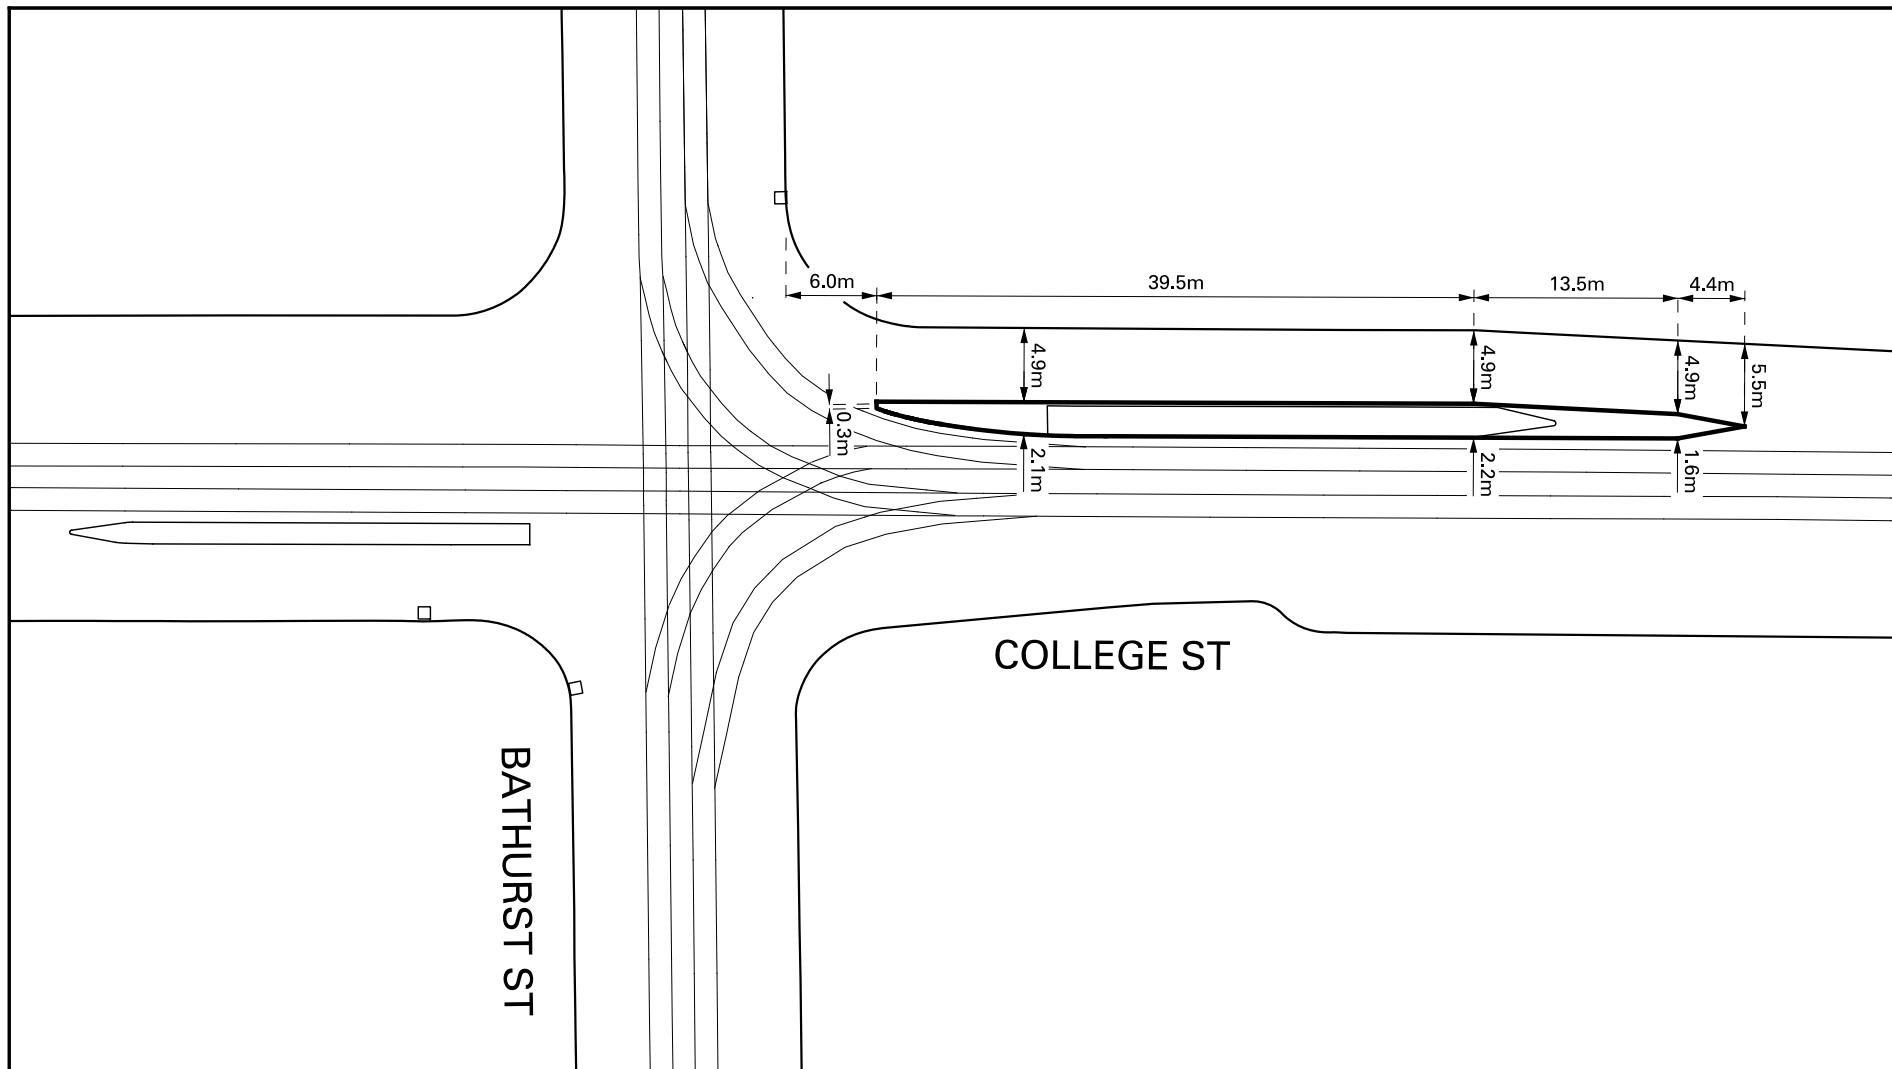 6.0m
39.5m
13.5m
4.4m
4.9m
4.9m
4.9m
5.5m
0.3m
2.1m
2.2m
1.6m
COLLEGE ST
BATHURST ST